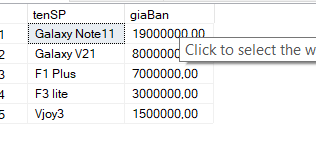 tenSP giaBan
1 Galaxy Note11 19000000,00
2 Galaxy V21 8000000
Click to select the w
3 F1 Plus 7000000,00
4 F3 lite 3000000,00
5 Vjoy3 1500000,00